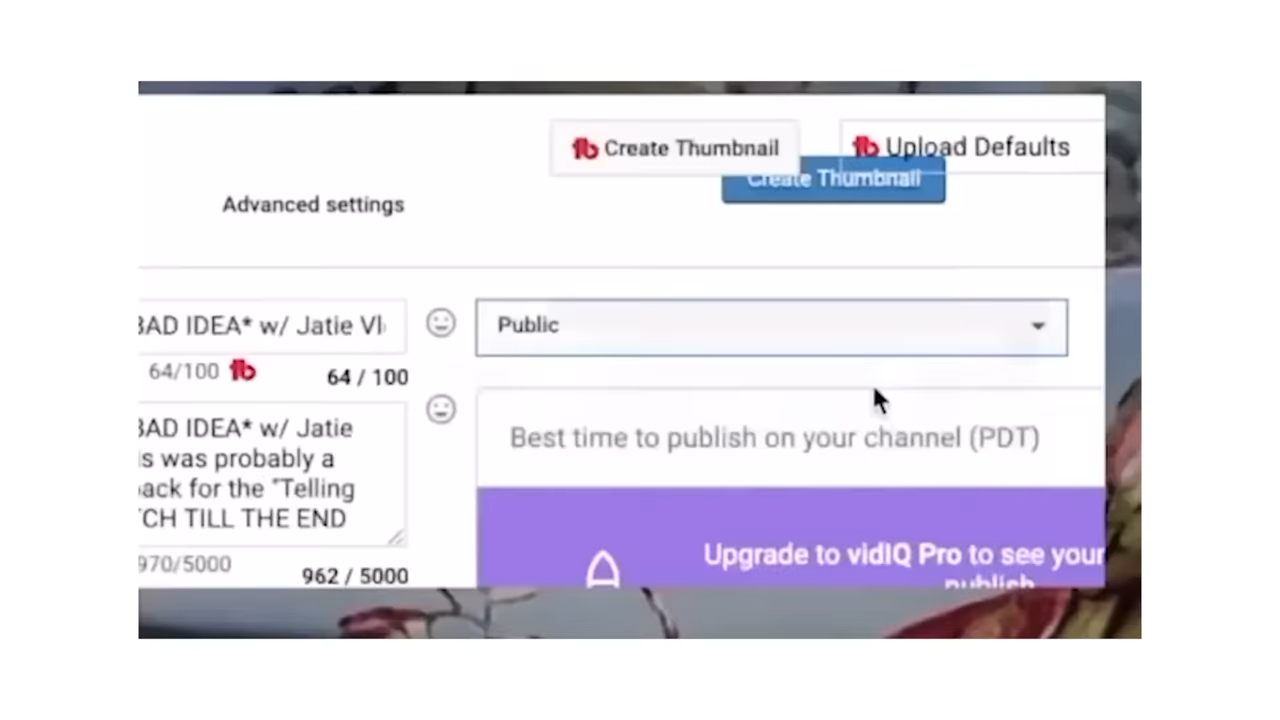 Create Thumbnail
Upload Defaults
Create Thumbnail
Advanced settings
BAD IDEA* w/ Jatie Vl
Public
64/100
64 / 100
BAD IDEA* w/ Jatie
is was probably a
back for the "Telling
TCH TILL THE END
Best time to publish on your channel (PDT)
970/5000
962 / 5000
Upgrade to vidIQ Pro to see your
publish